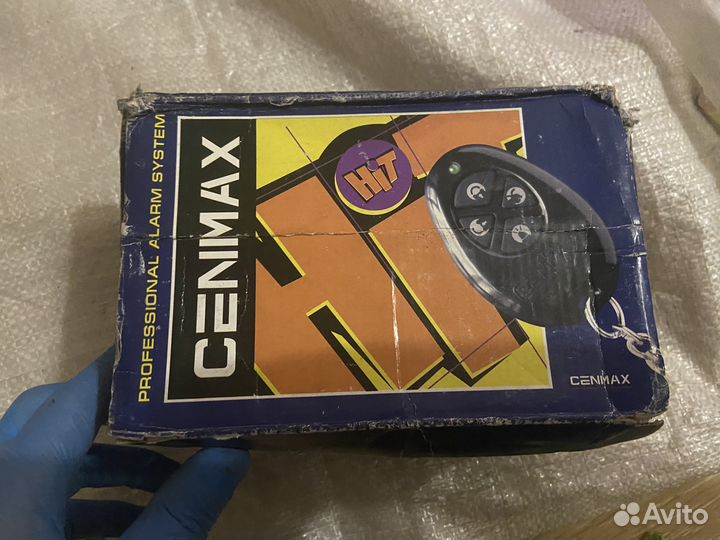 PROFESSIONAL ALARM SYSTEM
CENMAX
HiT
HiT
CENMAX
Avito